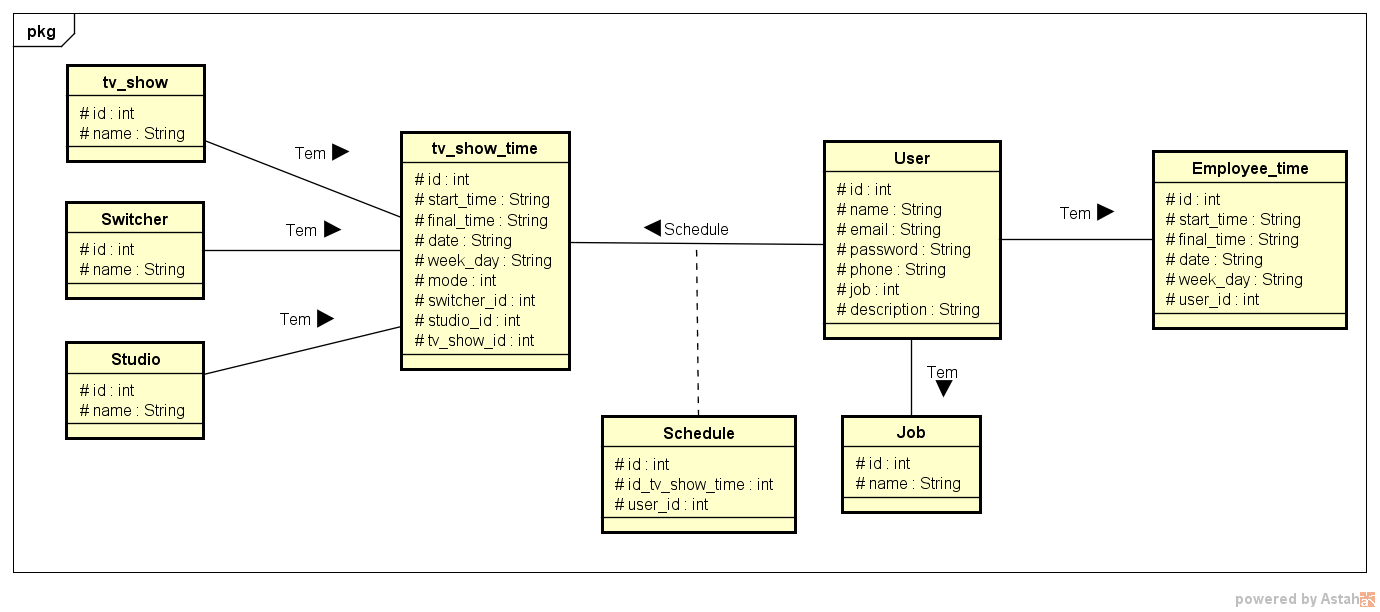 pkg
tv_show
# id : int
# name : String
Tem
Switcher
# id : int
# name : String
Tem
Studio
# id : int
# name : String
Tem
tv_show_time
# id : int
# start_time : String
# final_time : String
# date : String
# week_day : String
# mode : int
# switcher_id : int
# studio_id : int
# tv_show_id : int
Schedule
Schedule
# id : int
# id_tv_show_time : int
# user_id : int
User
# id : int
# name : String
# email : String
# password : String
# phone : String
# job : int
# description : String
Tem
Job
# id : int
# name : String
Tem
Employee_time
# id : int
# start_time : String
# final_time : String
# date : String
# week_day : String
# user_id : int
powered by Astah